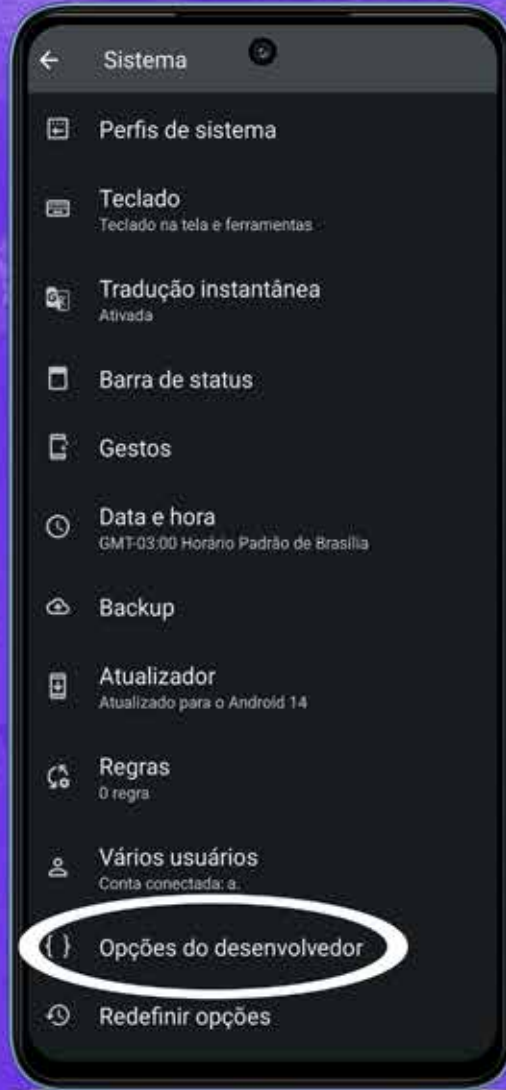 Sistema
Perfis de sistema
Teclado
Teclado na tela e ferramentas
Tradução instantânea
Ativada
Barra de status
Gestos
Data e hora
GMT-03:00 Horário Padrão de Brasília
Backup
Atualizador
Atualizado para o Android 14
Regras
0 regra
Vários usuários
Conta conectada: a.
Opções do desenvolvedor
Redefinir opções